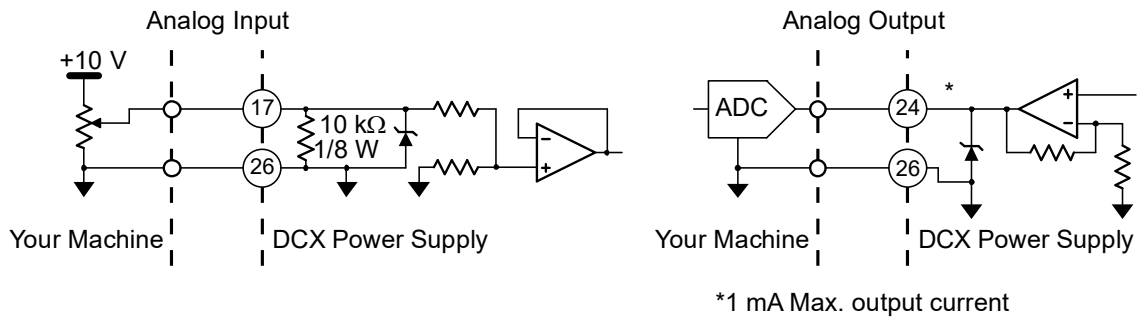 Analog Input
+10 V
17
10 kΩ
1/8 W
26
-
+
Your Machine
DCX Power Supply
Analog Output
ADC
24
*
+
-
26
Your Machine
DCX Power Supply
*1 mA Max. output current